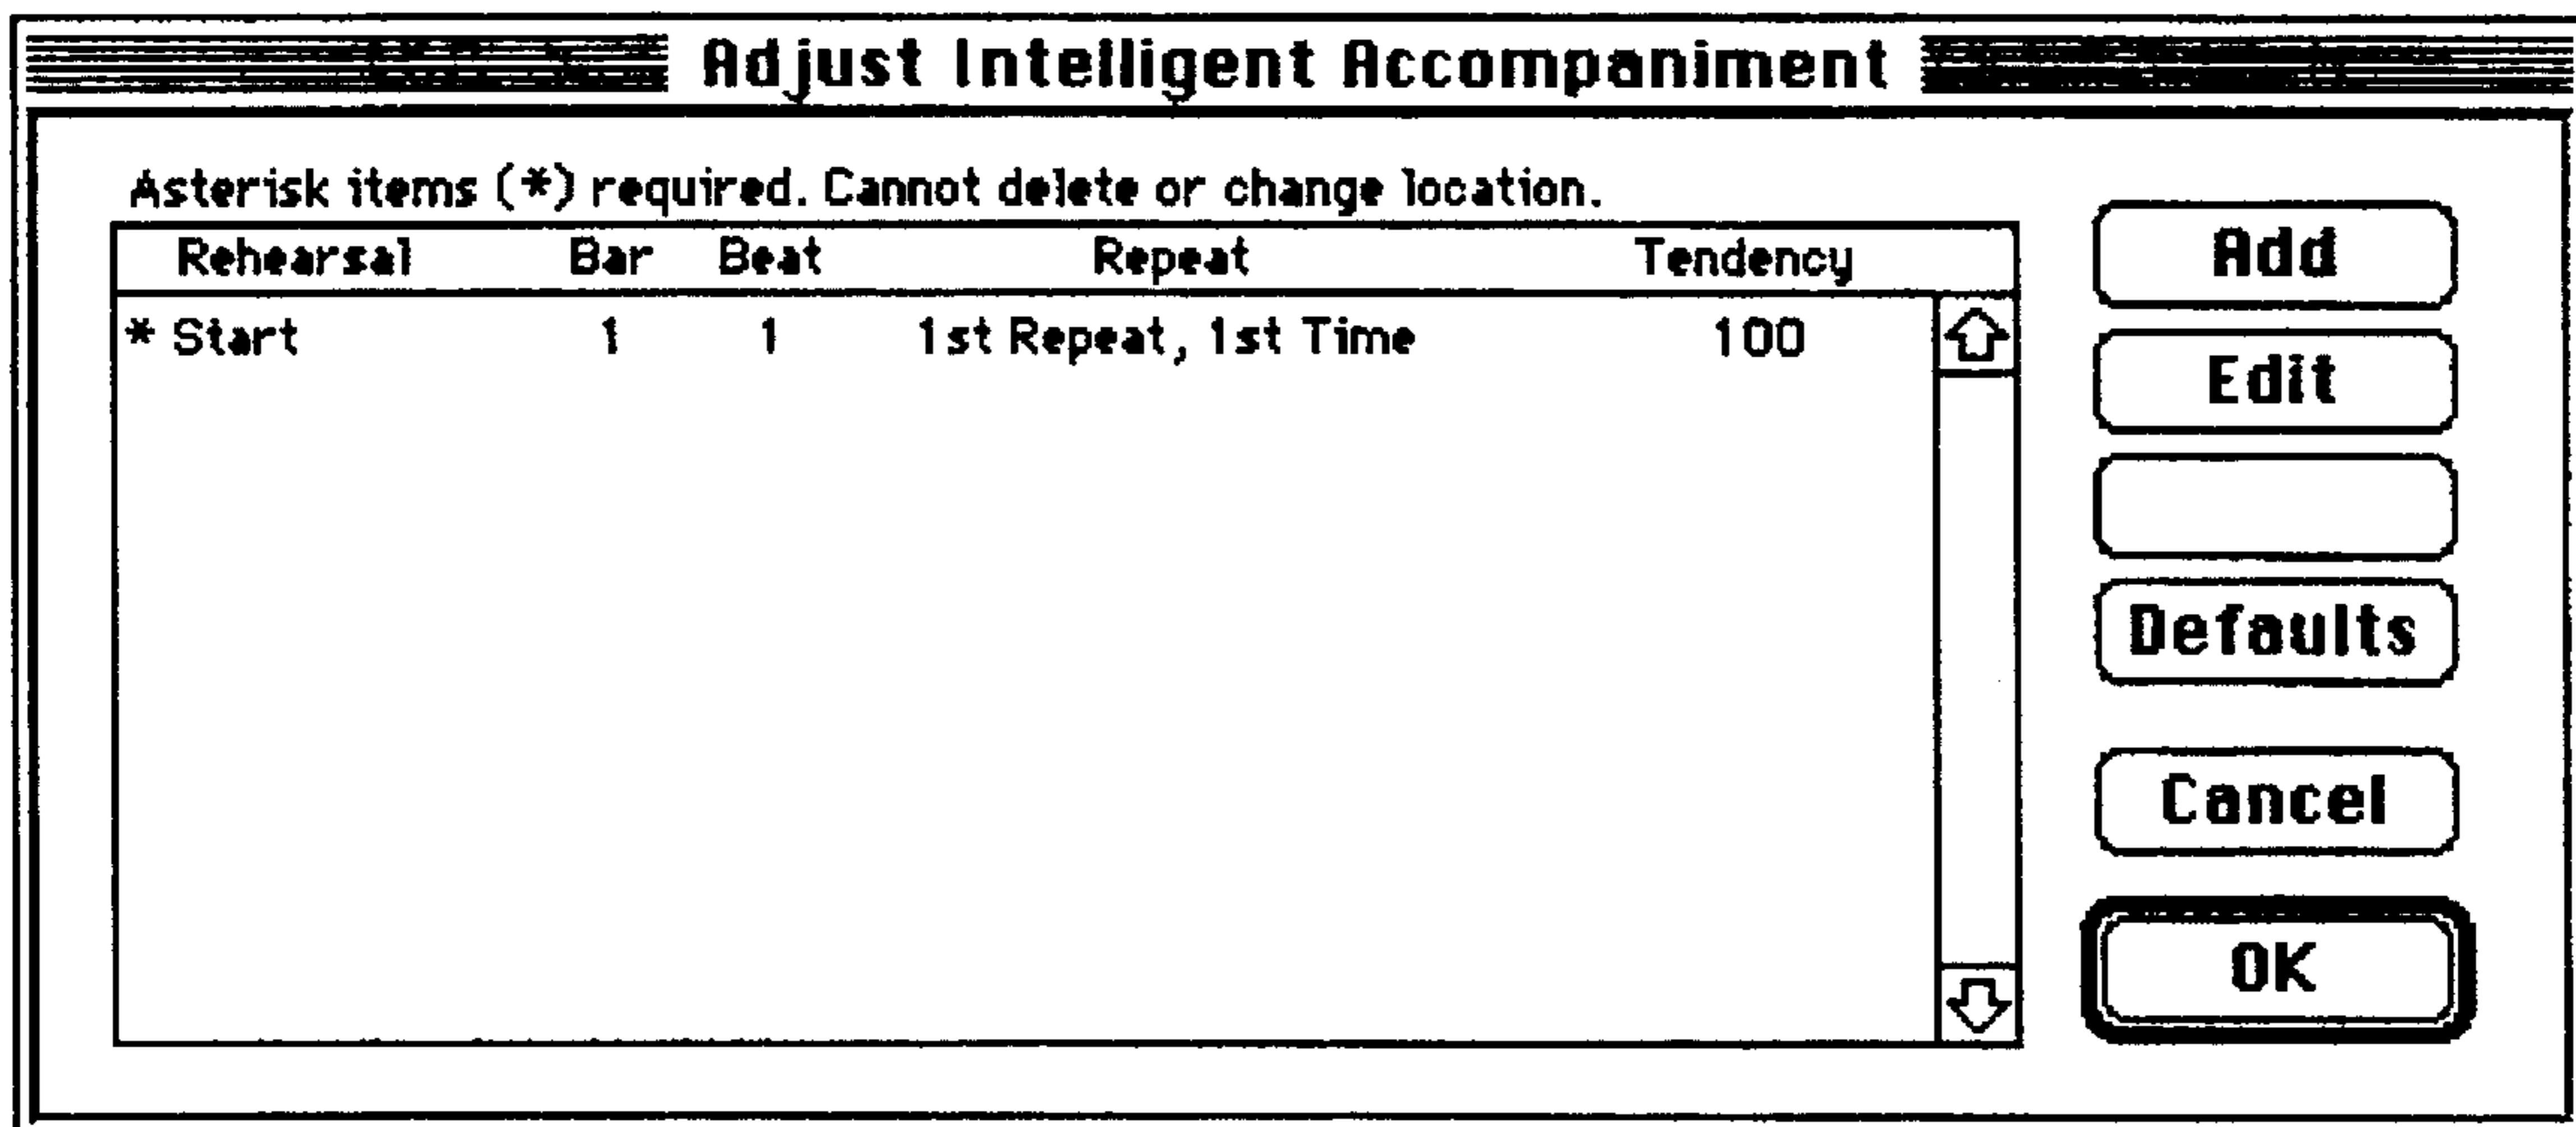 Adjust Intelligent Accompaniment
Asterisk items (*) required. Cannot delete or change location.
Rehearsal Bar Beat Repeat Tendency
* Start 1 1 1st Repeat, 1st Time 100
Add
Edit
Defaults
Cancel
OK